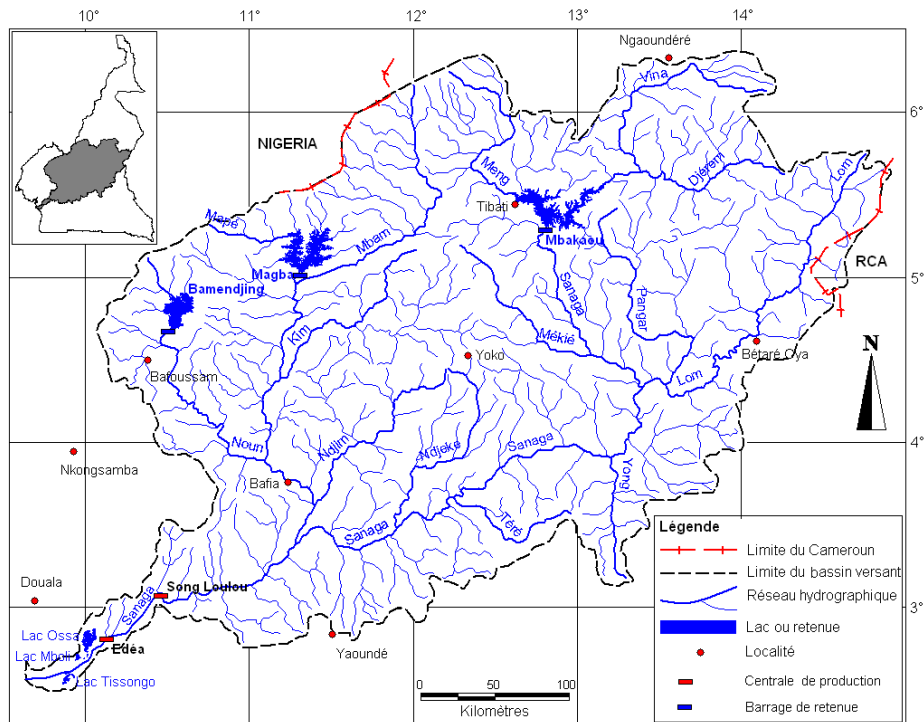 10°
11°
12°
13°
14°
Ngaoundéré
Vina
6°
NIGERIA
Meng
Djérem
Lom
Tibati
Mapé
Mbakaou
Mbam
RCA
Magba
5°
Bamendjing
Sanaga
Pangar
Kim
Mékié
Yoko
Bétaré Oya
Bafoussam
Lom
N
Noun
Ndjim
Ndjeke
Sanaga
4°
Nkongsamba
Bafia
Yong
Téré
Sanaga
Légende
Limite du Cameroun
Limite du bassin versant
Réseau hydrographique
Lac ou retenue
Localité
Centrale de production
Barrage de retenue
Douala
Song Loulou
Sanaga
3°
Lac Ossa
Edéa
Lac Mboli
Yaoundé
Lac Tissongo
0 50 100
Kilomètres